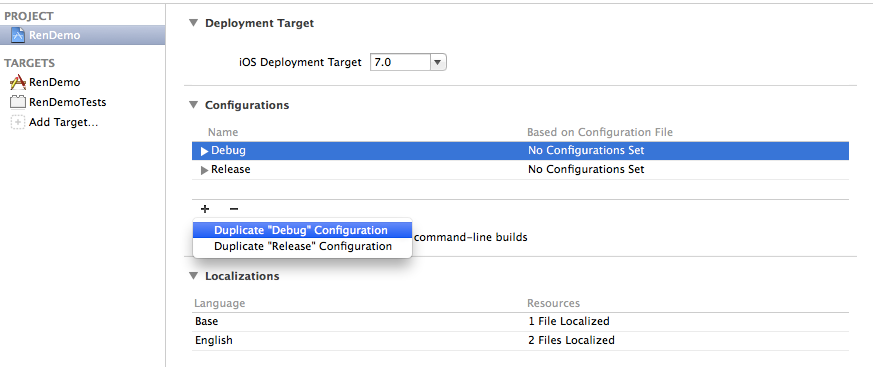 PROJECT
RenDemo
TARGETS
RenDemo
RenDemoTests
Add Target...
Deployment Target
iOS Deployment Target 7.0
Configurations
Name Based on Configuration File
Debug No Configurations Set
Release No Configurations Set
+ −
Duplicate "Debug" Configuration
Duplicate "Release" Configuration
command-line builds
Localizations
Language Resources
Base 1 File Localized
English 2 Files Localized